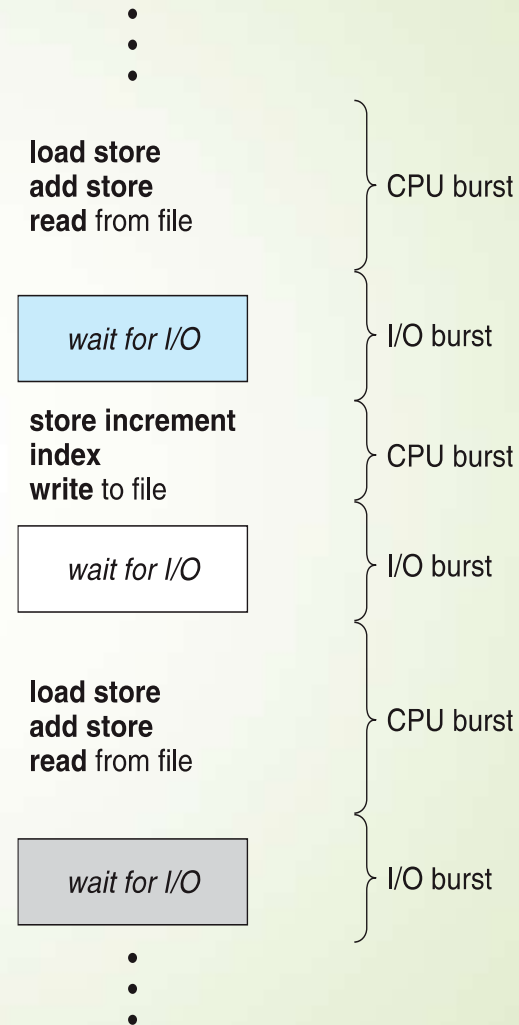 load store
add store
read from file
CPU burst
wait for I/O
I/O burst
store increment
index
write to file
CPU burst
wait for I/O
I/O burst
load store
add store
read from file
CPU burst
wait for I/O
I/O burst